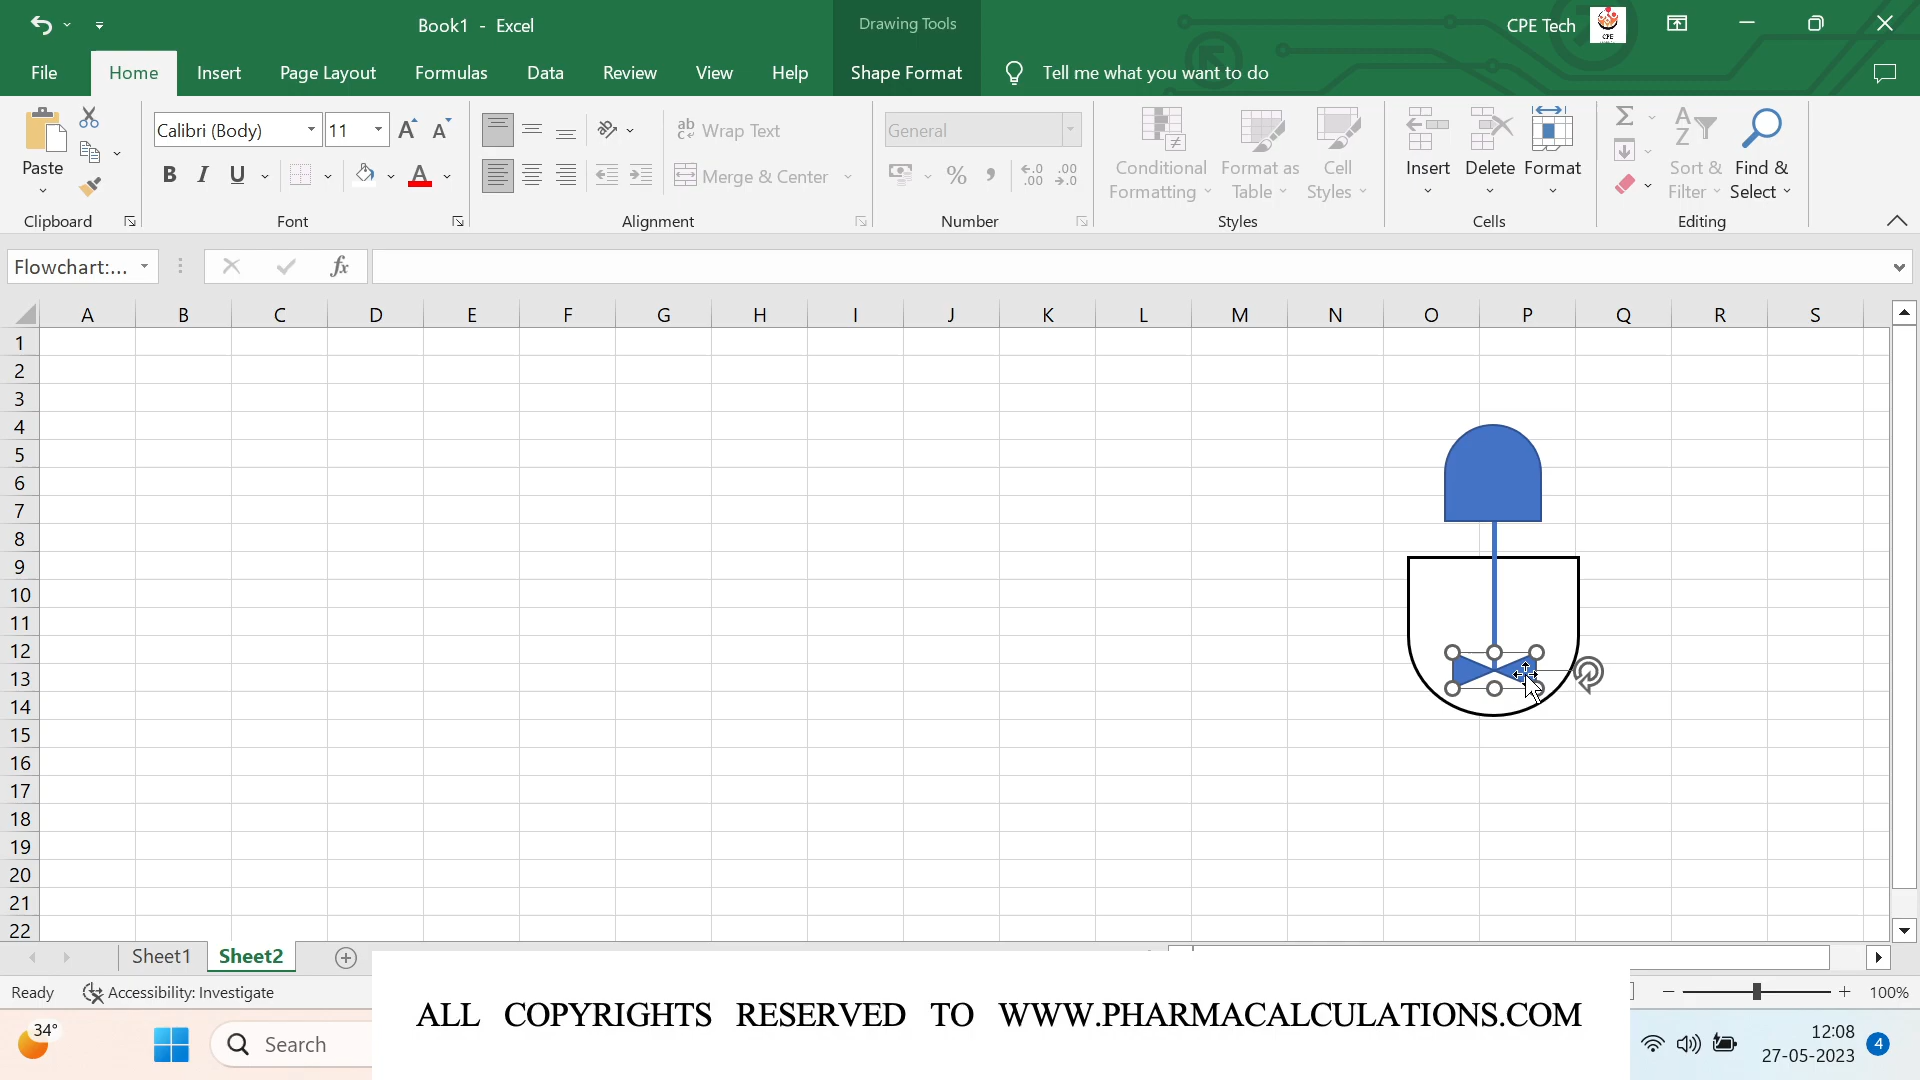 Book1 - Excel
Drawing Tools
CPE Tech
File
Home
Insert
Page Layout
Formulas
Data
Review
View
Help
Shape Format
Tell me what you want to do
Paste
Calibri (Body)
11
Wrap Text
Merge & Center
General
Conditional Formatting
Format as Table
Cell Styles
Insert
Delete
Format
Sort & Filter
Find & Select
Clipboard
Font
Alignment
Number
Styles
Cells
Editing
Flowchart:...
fx
A B C D E F G H I J K L M N O P Q R S
1
2
3
4
5
6
7
8
9
10
11
12
13
14
15
16
17
18
19
20
21
22
Sheet1
Sheet2
Ready
Accessibility: Investigate
100%
ALL COPYRIGHTS RESERVED TO WWW.PHARMACALCULATIONS.COM
34°
Search
12:08
27-05-2023
4